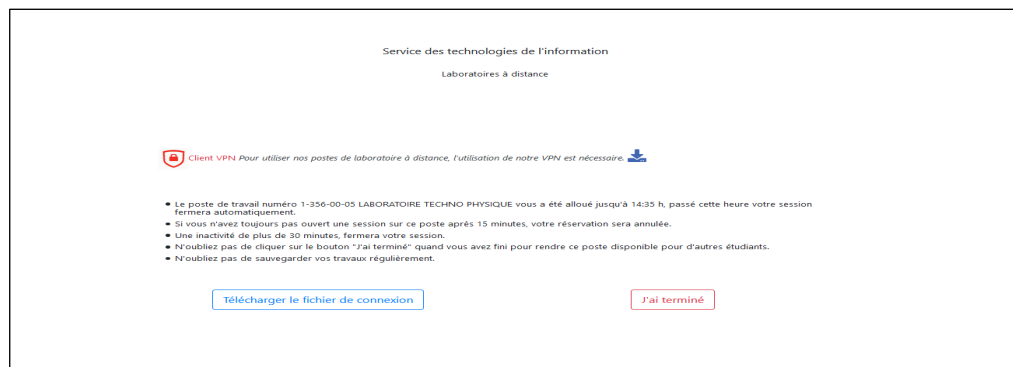 Service des technologies de l'information
Laboratoires à distance
Client VPN Pour utiliser nos postes de laboratoire à distance, l'utilisation de notre VPN est nécessaire.
Le poste de travail numéro 1-356-00-05 LABORATOIRE TECHNO PHYSIQUE vous a été alloué jusqu'à 14:35 h, passé cette heure votre session
fermera automatiquement.
Si vous n'avez toujours pas ouvert une session sur ce poste après 15 minutes, votre réservation sera annulée.
Une inactivité de plus de 30 minutes, fermera votre session.
N'oubliez pas de cliquer sur le bouton "J'ai terminé" quand vous avez fini pour rendre ce poste disponible pour d'autres étudiants.
N'oubliez pas de sauvegarder vos travaux régulièrement.
Télécharger le fichier de connexion
J'ai terminé